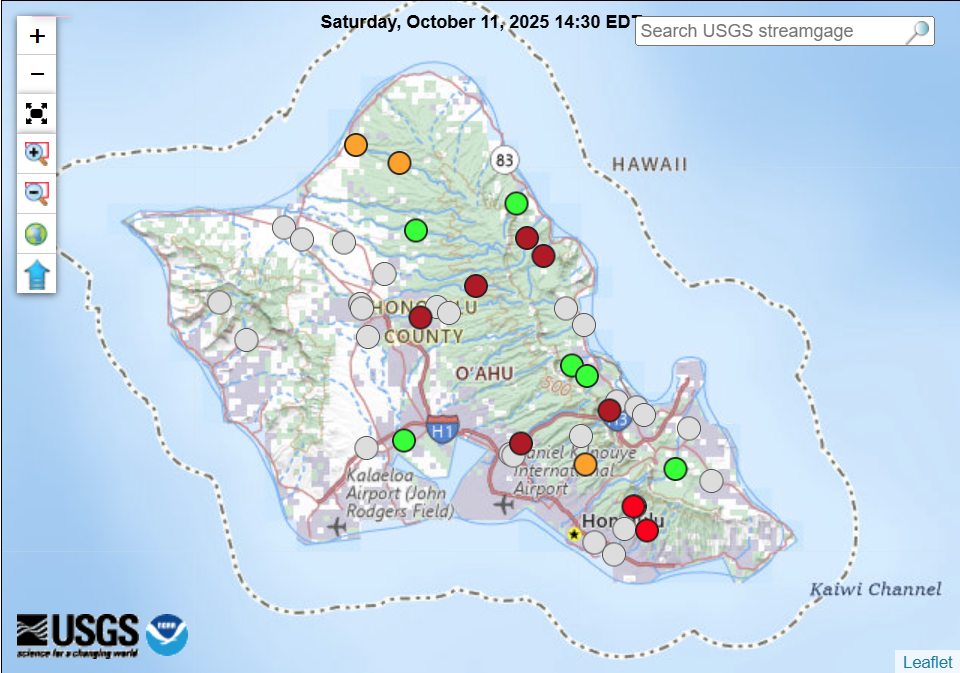 Saturday, October 11, 2025 14:30 EDT
Search USGS streamgage
+
−
83
HAWAII
HONOLULU
COUNTY
O'AHU
500
H1
H3
Daniel K Inouye
International
Airport
Kalaeloa
Airport (John
Rodgers Field)
Honolulu
Kaiwi Channel
USGS
science for a changing world
NOAA
Leaflet